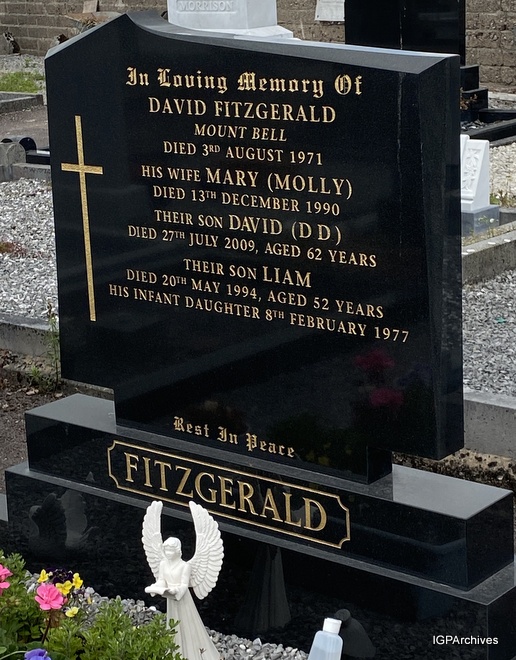 MORRISON
In Loving Memory Of
DAVID FITZGERALD
MOUNT BELL
DIED 3RD AUGUST 1971
HIS WIFE MARY (MOLLY)
DIED 13TH DECEMBER 1990
THEIR SON DAVID (D D)
DIED 27TH JULY 2009, AGED 62 YEARS
THEIR SON LIAM
DIED 20TH MAY 1994, AGED 52 YEARS
HIS INFANT DAUGHTER 8TH FEBRUARY 1977
Rest In Peace
FITZGERALD
IGPArchives